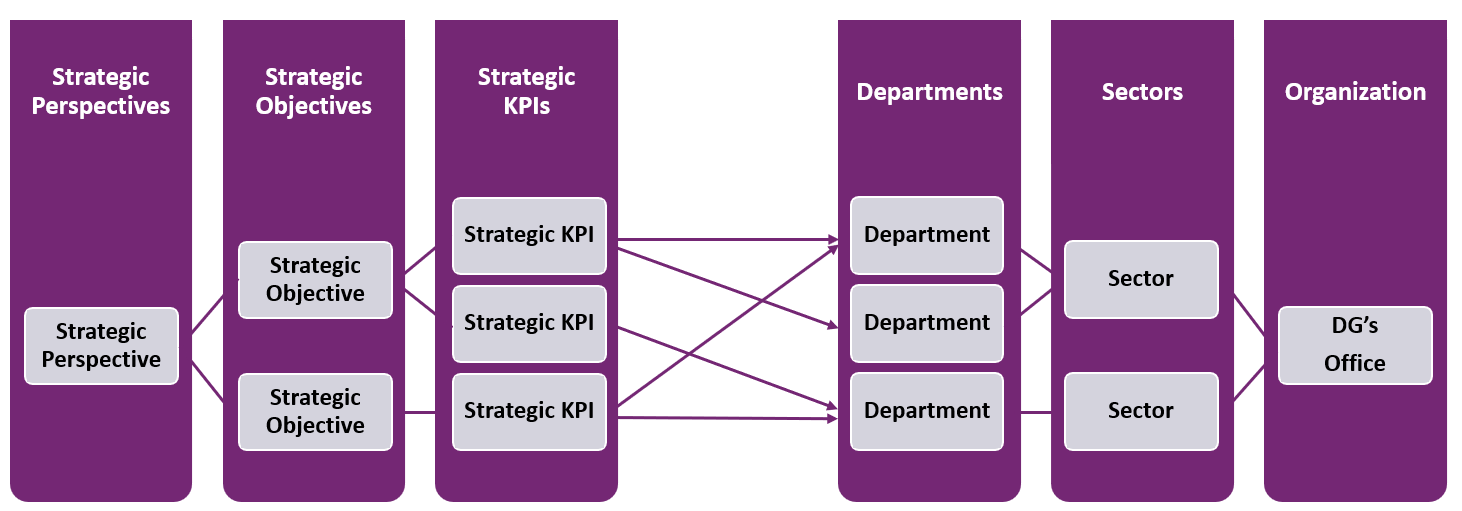 Strategic
Perspectives
Strategic
Objectives
Strategic
KPIs
Departments
Sectors
Organization
Strategic
Perspective
Strategic
Objective
Strategic
Objective
Strategic KPI
Strategic KPI
Strategic KPI
Department
Department
Department
Sector
Sector
DG’s
Office